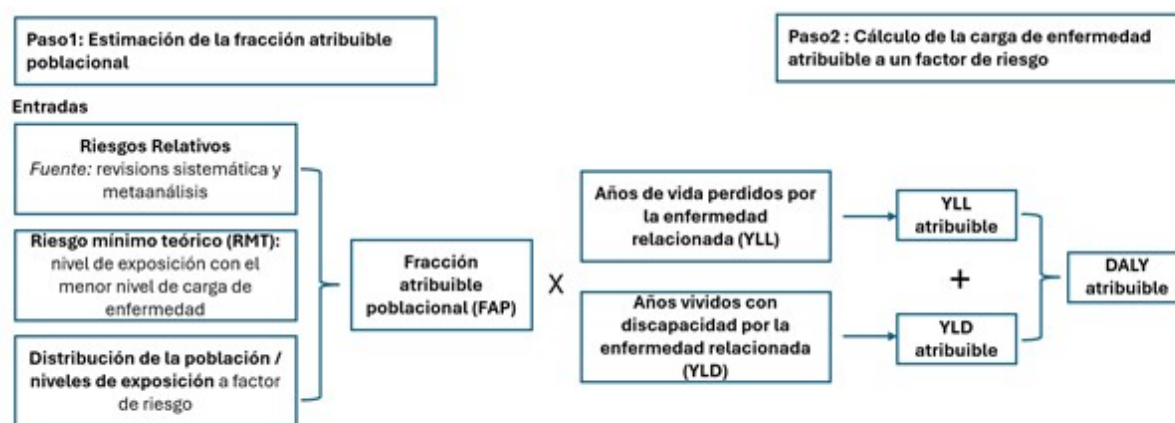 Paso1: Estimación de la fracción atribuible
poblacional
Paso2 : Cálculo de la carga de enfermedad
atribuible a un factor de riesgo
Entradas
Riesgos Relativos
Fuente: revisions sistemática y
metaanálisis
Riesgo mínimo teórico (RMT):
nivel de exposición con el
menor nivel de carga de
enfermedad
Distribución de la población /
niveles de exposición a factor
de riesgo
Fracción
atribuible
poblacional (FAP)
X
Años de vida perdidos por
la enfermedad
relacionada (YLL)
Años vividos con
discapacidad por la
enfermedad relacionada
(YLD)
YLL
atribuible
+
YLD
atribuible
DALY
atribuible